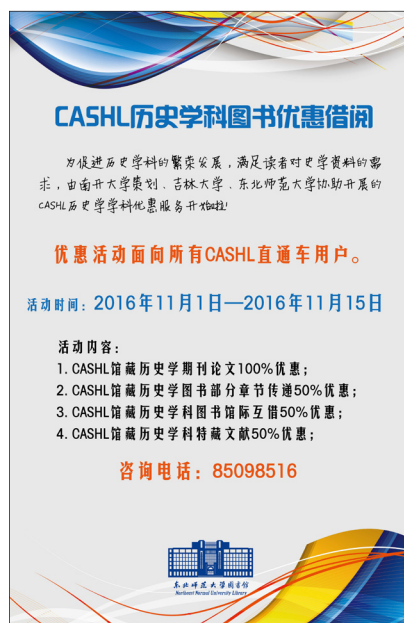 CASHL历史学科图书优惠借阅
为促进历史学科的繁荣发展，满足读者对史学资料的需
求，由南开大学策划、吉林大学、东北师范大学协助开展的
CASHL历史学学科优惠服务开始啦！
优惠活动面向所有CASHL直通车用户。
活动时间：2016年11月1日—2016年11月15日
活动内容：
1. CASHL馆藏历史学期刊论文100%优惠；
2. CASHL馆藏历史学图书部分章节传递50%优惠；
3. CASHL馆藏历史学科图书馆际互借50%优惠；
4. CASHL馆藏历史学科特藏文献50%优惠；
咨询电话：85098516
东北师范大学图书馆
Northeast Normal University Library